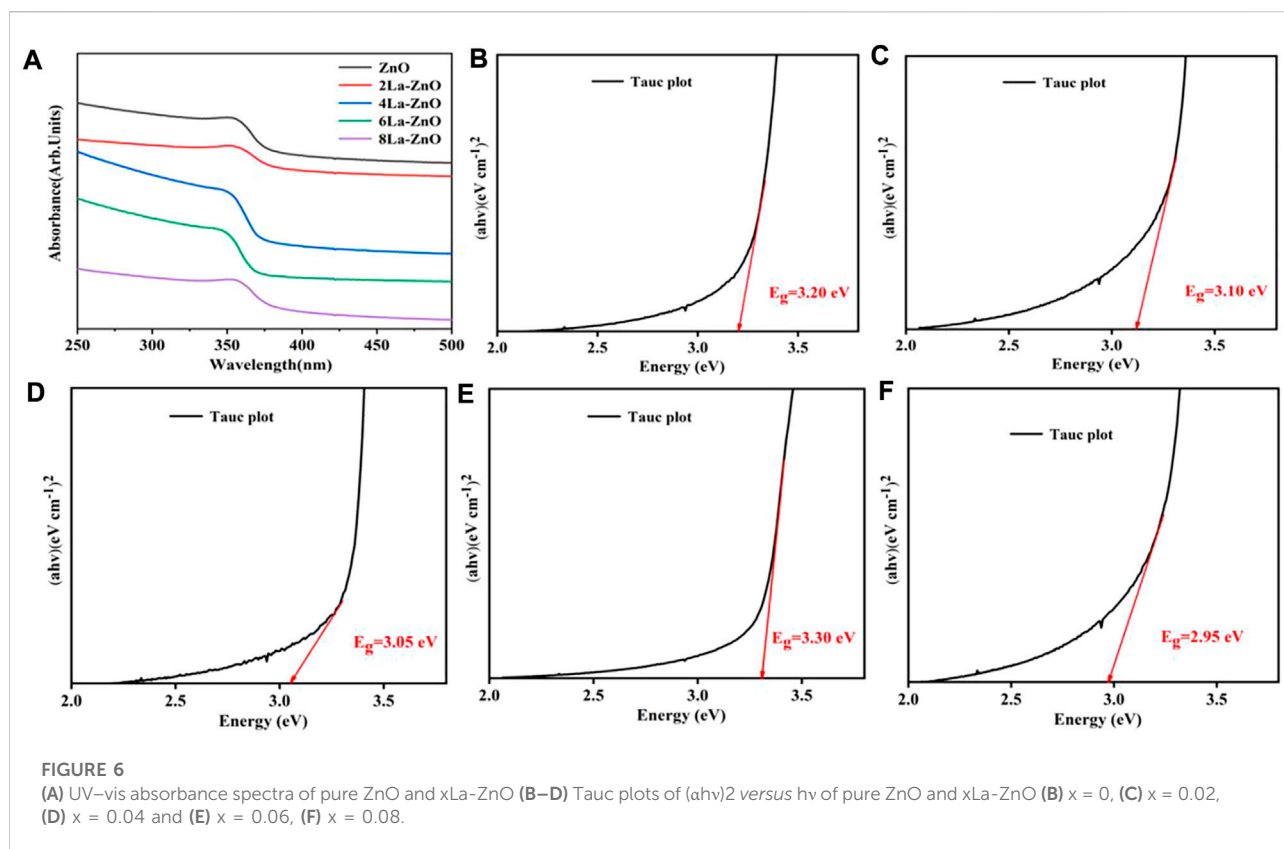 A
ZnO
2La-ZnO
4La-ZnO
6La-ZnO
8La-ZnO
Absorbance(Arb.Units)
250 300 350 400 450 500
Wavelength(nm)
B
Tauc plot
(ahv)(eV cm⁻¹)²
Eg=3.20 eV
2.0 2.5 3.0 3.5
Energy (eV)
C
Tauc plot
(ahv)(eV cm⁻¹)²
Eg=3.10 eV
2.0 2.5 3.0 3.5
Energy (eV)
D
Tauc plot
(ahv)(eV cm⁻¹)²
Eg=3.05 eV
2.0 2.5 3.0 3.5
Energy (eV)
E
Tauc plot
(ahv)(eV cm⁻¹)²
Eg=3.30 eV
2.0 2.5 3.0 3.5
Energy (eV)
F
Tauc plot
(ahv)(eV cm⁻¹)²
Eg=2.95 eV
2.0 2.5 3.0 3.5
Energy (eV)
FIGURE 6
(A) UV–vis absorbance spectra of pure ZnO and xLa-ZnO (B–D) Tauc plots of (αhν)2 versus hν of pure ZnO and xLa-ZnO (B) x = 0, (C) x = 0.02,
(D) x = 0.04 and (E) x = 0.06, (F) x = 0.08.